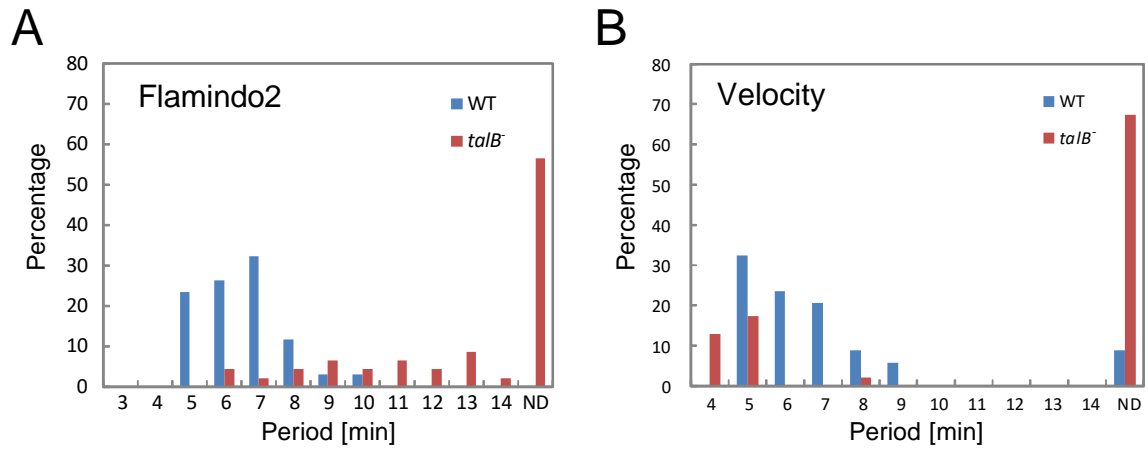 A
80
70
60
50
40
30
20
10
0
Percentage
Flamindo2
WT
talB-
3 4 5 6 7 8 9 10 11 12 13 14 ND
Period [min]
B
80
70
60
50
40
30
20
10
0
Percentage
Velocity
WT
talB-
4 5 6 7 8 9 10 11 12 13 14 ND
Period [min]